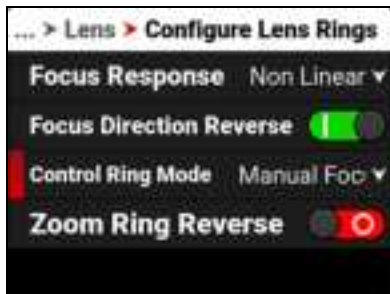 ... > Lens > Configure Lens Rings
Focus Response Non Linear
Focus Direction Reverse
Control Ring Mode Manual Foc
Zoom Ring Reverse